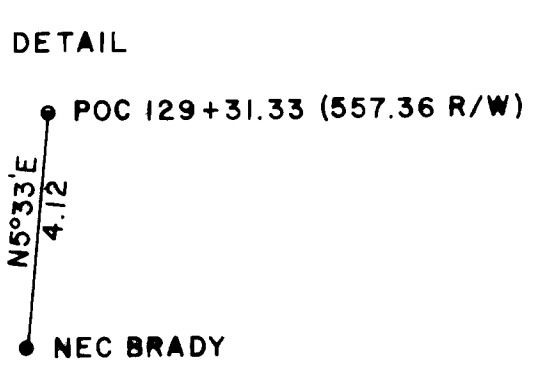 DETAIL
POC 129+31.33 (557.36 R/W)
N5°33'E
4.12
NEC BRADY